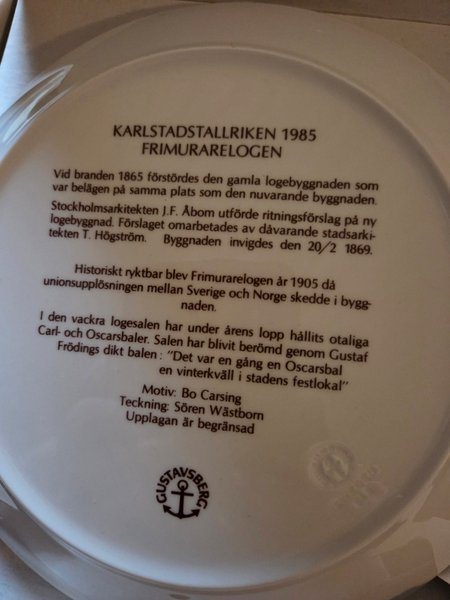 KARLSTADSTALLRIKEN 1985
FRIMURARELOGEN
Vid branden 1865 förstördes den gamla logebyggnaden som
var belägen på samma plats som den nuvarande byggnaden.
Stockholmsarkitekten J.F. Åbom utförde ritningsförslag på ny
logebyggnad. Förslaget omarbetades av dåvarande stadsarki-
tekten T. Högström. Byggnaden invigdes den 20/2 1869.
Historiskt ryktbar blev Frimurarelogen år 1905 då
unionsupplösningen mellan Sverige och Norge skedde i bygg-
naden.
I den vackra logesalen har under årens lopp hållits otaliga
Carl- och Oscarsbaler. Salen har blivit berömd genom Gustaf
Frödings dikt balen: "Det var en gång en Oscarsbal
en vinterkväll i stadens festlokal"
Motiv: Bo Carsing
Teckning: Sören Wästborn
Upplagan är begränsad
GUSTAVSBERG